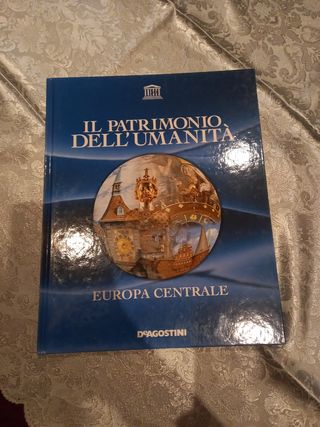 IL PATRIMONIO
DELL'UMANITÀ
EUROPA CENTRALE
DEAGOSTINI